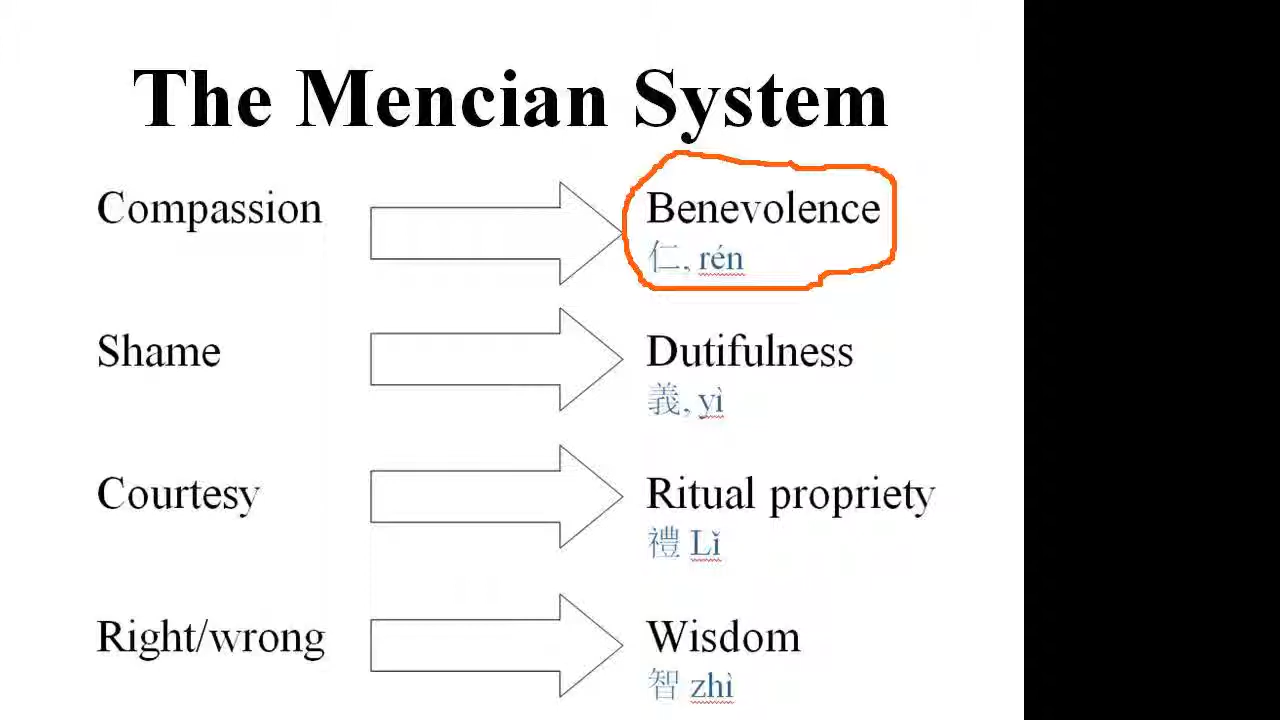 The Mencian System
Compassion
Benevolence
仁, rén
Shame
Dutifulness
義, yì
Courtesy
Ritual propriety
禮 Lǐ
Right/wrong
Wisdom
智 zhì